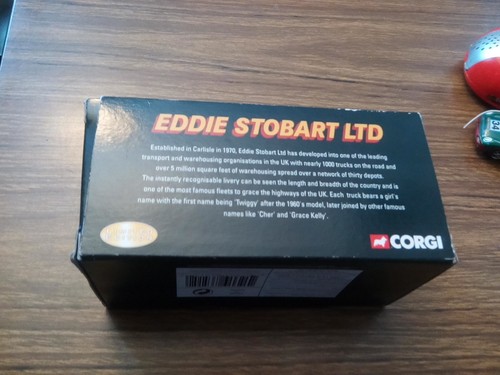 EDDIE STOBART LTD
Established in Carlisle in 1970, Eddie Stobart Ltd has developed into one of the leading
transport and warehousing organisations in the UK with nearly 1000 trucks on the road and
over 5 million square feet of warehousing spread over a network of thirty depots.
The instantly recognisable livery can be seen the length and breadth of the country and is
one of the most famous fleets to grace the highways of the UK. Each truck bears a girl's
name with the first name being 'Twiggy' after the 1960's model, later joined by other famous
names like 'Cher' and 'Grace Kelly'.
CORGI